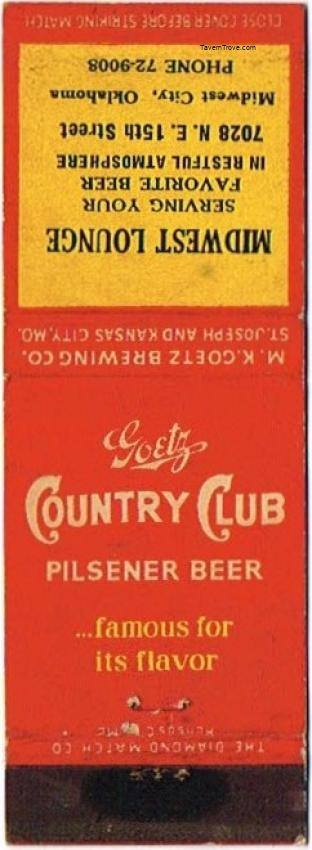 CLOSE COVER BEFORE STRIKING MATCH
TavernTrove.com
MIDWEST LOUNGE
SERVING YOUR
FAVORITE BEER
IN RESTFUL ATMOSPHERE
7028 N. E. 15th Street
Midwest City, Oklahoma
PHONE 72-9008
M. K. GOETZ BREWING CO.
ST. JOSEPH AND KANSAS CITY, MO.
Goetz
COUNTRY CLUB
PILSENER BEER
...famous for
its flavor
THE DIAMOND MATCH CO